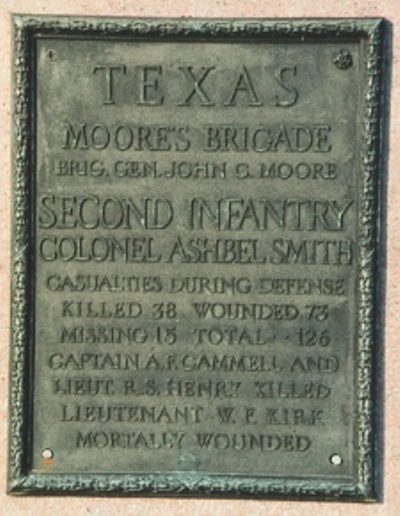 TEXAS
MOORE'S BRIGADE
BRIG. GEN. JOHN C. MOORE
SECOND INFANTRY
COLONEL ASHBEL SMITH
CASUALTIES DURING DEFENSE
KILLED 38 WOUNDED 73
MISSING 15 TOTAL · · 126
CAPTAIN A.F. GAMMELL AND
LIEUT. R.S. HENRY KILLED
LIEUTENANT W. F. KIRK
MORTALLY WOUNDED